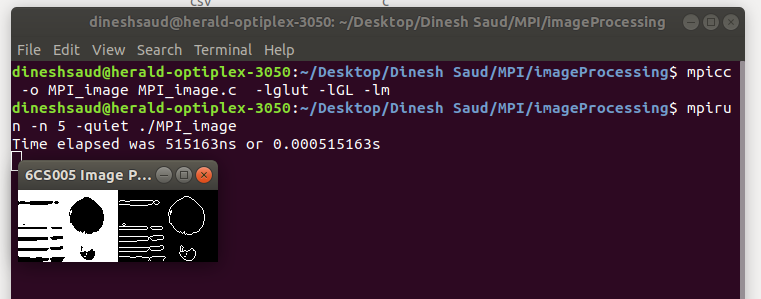 csv c
dineshsaud@herald-optiplex-3050: ~/Desktop/Dinesh Saud/MPI/imageProcessing
File Edit View Search Terminal Help
dineshsaud@herald-optiplex-3050:~/Desktop/Dinesh Saud/MPI/imageProcessing$ mpicc
-o MPI_image MPI_image.c  -lglut -lGL -lm
dineshsaud@herald-optiplex-3050:~/Desktop/Dinesh Saud/MPI/imageProcessing$ mpiru
n -n 5 -quiet ./MPI_image
Time elapsed was 515163ns or 0.000515163s
6CS005 Image P...